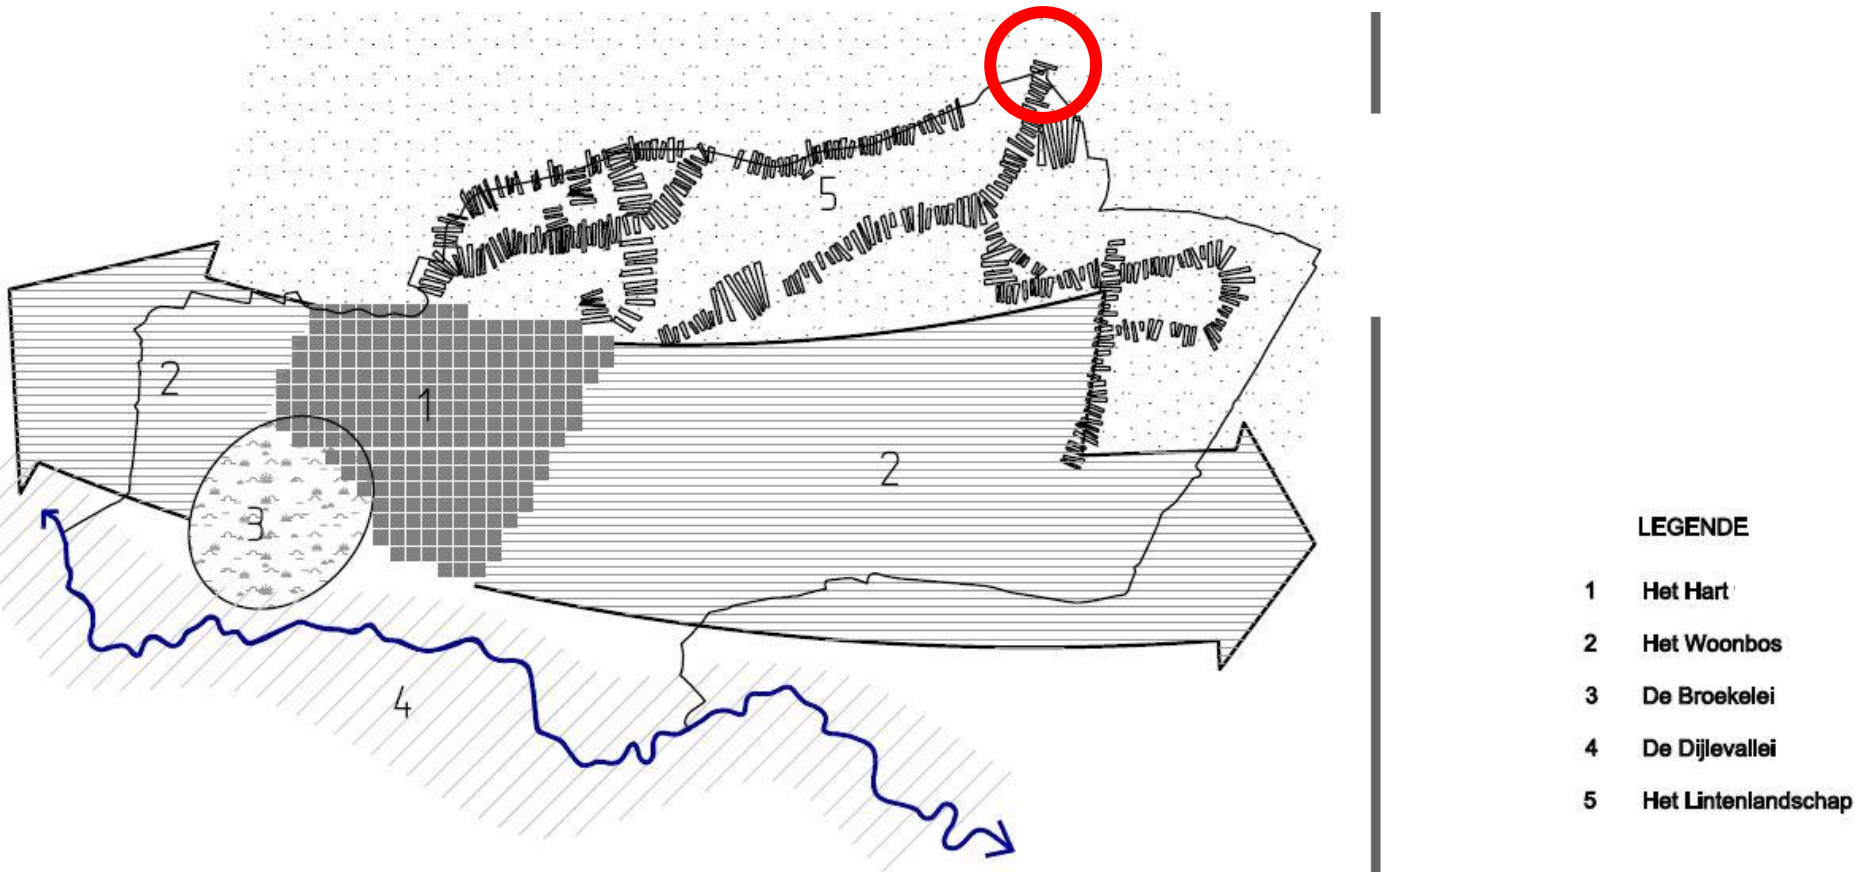 5
2
1
2
3
4
LEGENDE
1 Het Hart
2 Het Woonbos
3 De Broekelei
4 De Dijlevallei
5 Het Lintenlandschap